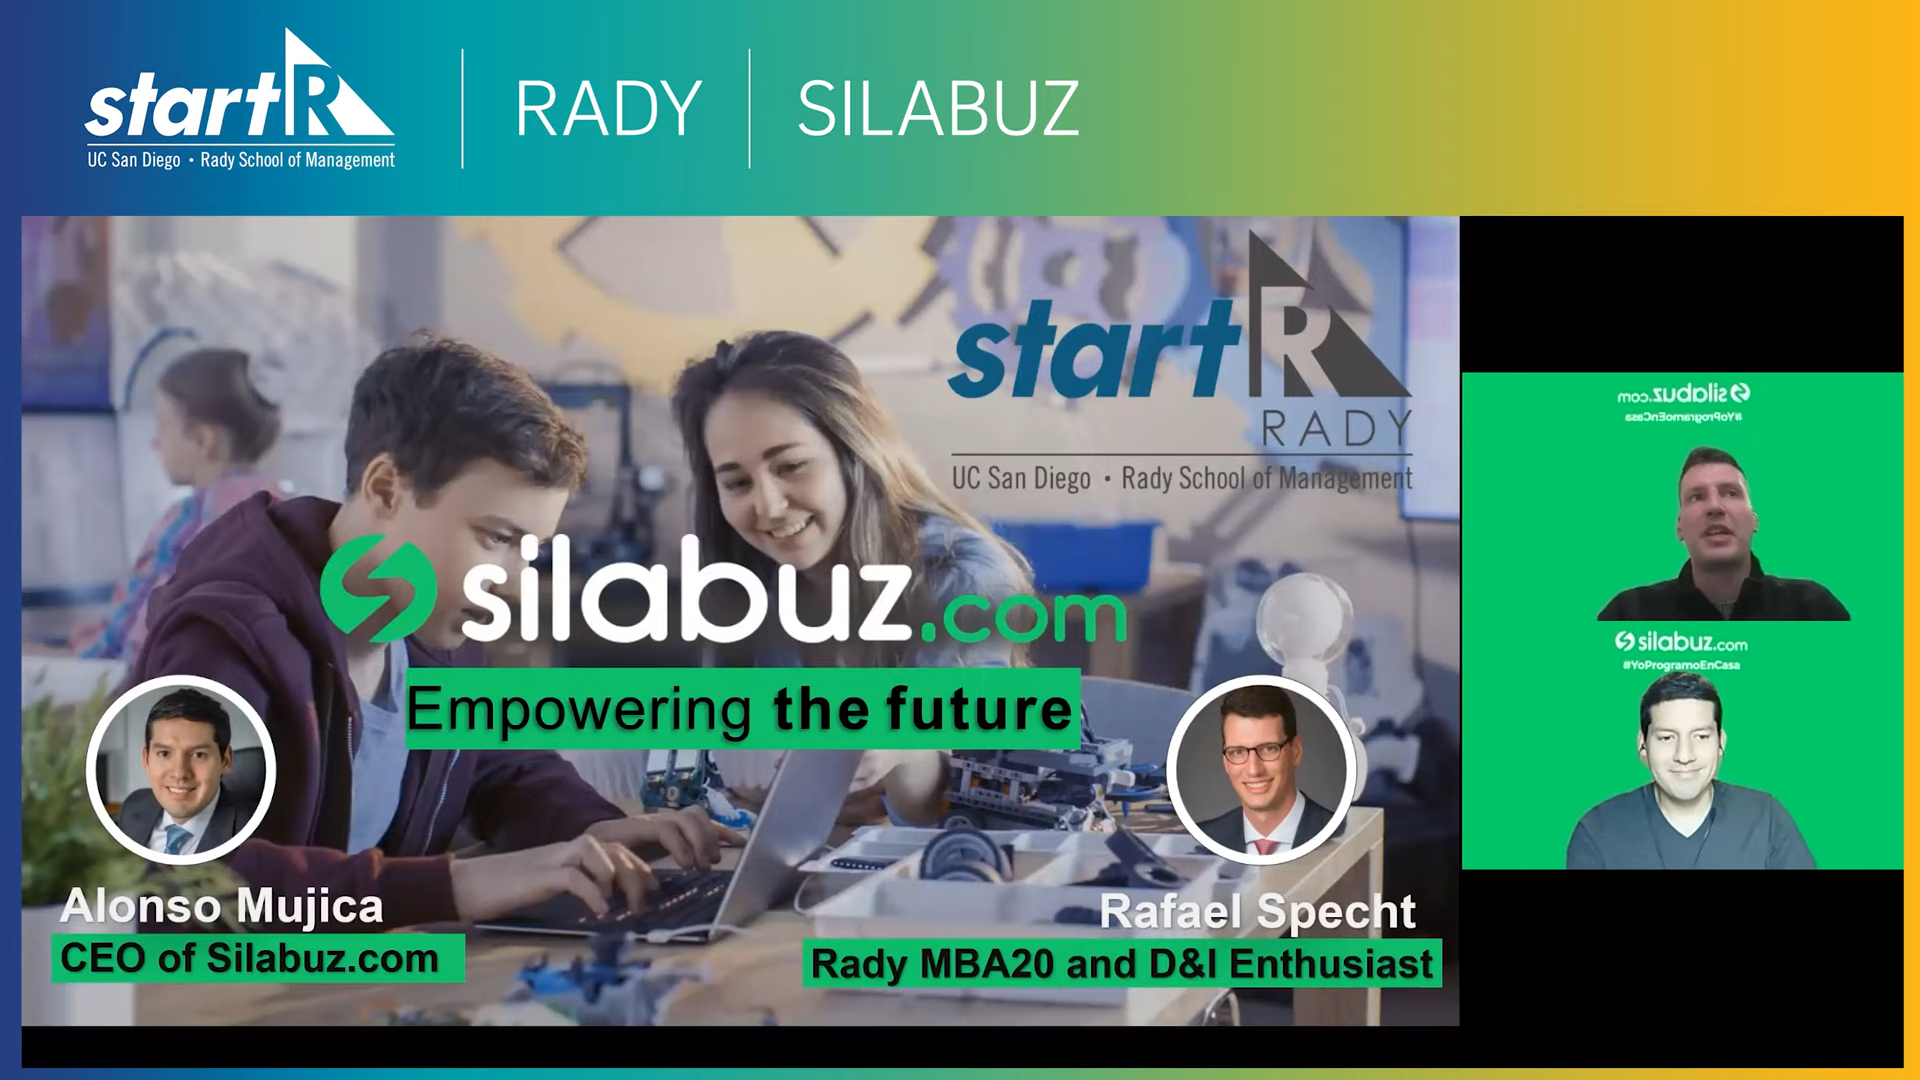 startR
UC San Diego • Rady School of Management
RADY
SILABUZ
startR
RADY
UC San Diego • Rady School of Management
silabuz.com
Empowering the future
Alonso Mujica
CEO of Silabuz.com
Rafael Specht
Rady MBA20 and D&I Enthusiast
silabuz.com
#YoProgramoEnCasa
silabuz.com
#YoProgramoEnCasa